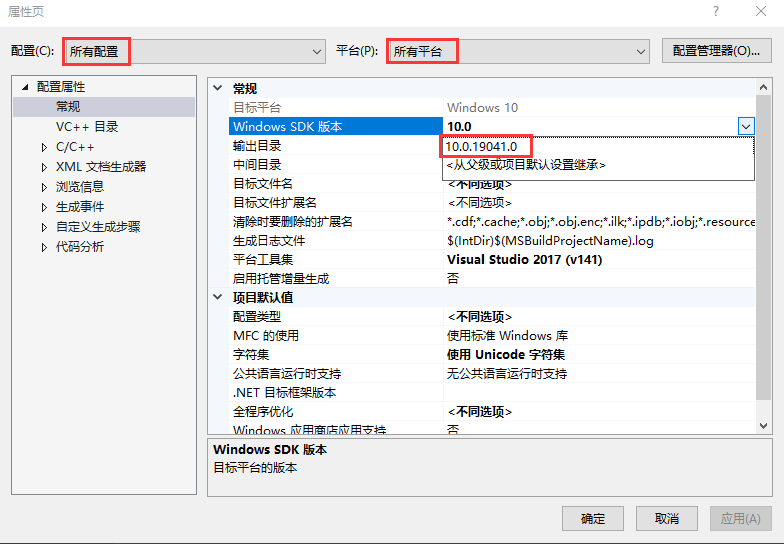 属性页
配置(C): 所有配置 平台(P): 所有平台 配置管理器(O)...
配置属性
常规
VC++ 目录
C/C++
XML 文档生成器
浏览信息
生成事件
自定义生成步骤
代码分析
常规
目标平台 Windows 10
Windows SDK 版本 10.0
输出目录 10.0.19041.0
中间目录 <从父级或项目默认设置继承>
目标文件名 <不同选项>
目标文件扩展名 <不同选项>
清除时要删除的扩展名 *.cdf;*.cache;*.obj;*.obj.enc;*.ilk;*.ipdb;*.iobj;*.resource
生成日志文件 $(IntDir)$(MSBuildProjectName).log
平台工具集 Visual Studio 2017 (v141)
启用托管增量生成 否
项目默认值
配置类型 <不同选项>
MFC 的使用 使用标准 Windows 库
字符集 使用 Unicode 字符集
公共语言运行时支持 无公共语言运行时支持
.NET 目标框架版本
全程序优化 <不同选项>
Windows 应用商店应用支持 否
Windows SDK 版本
目标平台的版本
确定 取消 应用(A)